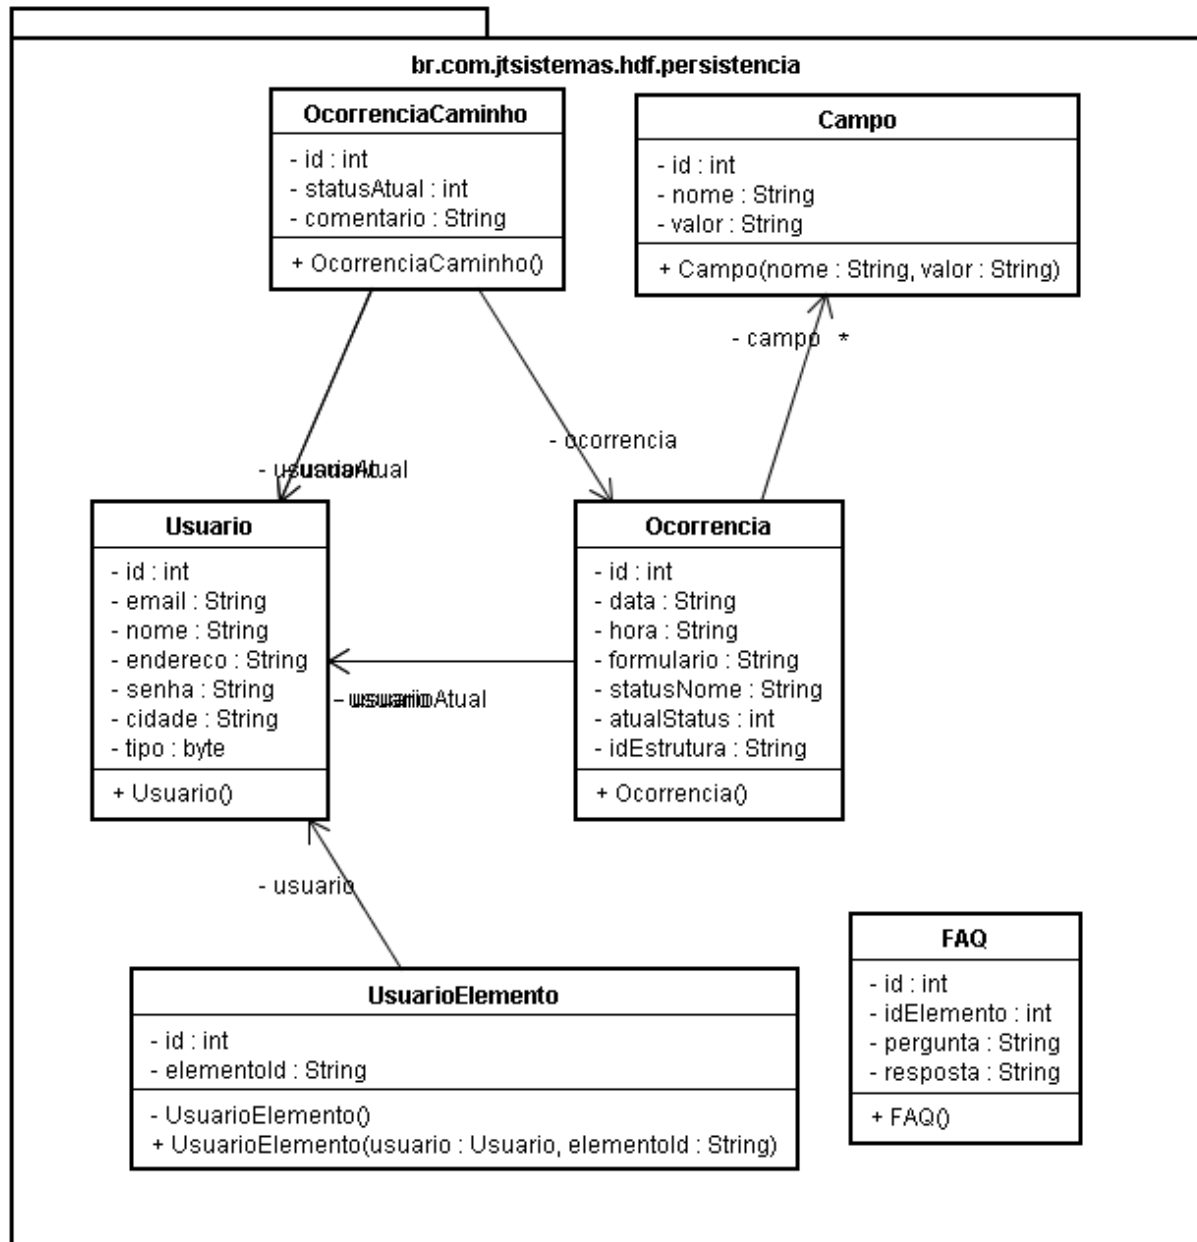 br.com.jtsistemas.hdf.persistencia
OcorrenciaCaminho
- id : int
- statusAtual : int
- comentario : String
+ OcorrenciaCaminho()
Campo
- id : int
- nome : String
- valor : String
+ Campo(nome : String, valor : String)
- campo *
- ocorrencia
- usuarioAtual
Usuario
- id : int
- email : String
- nome : String
- endereco : String
- senha : String
- cidade : String
- tipo : byte
+ Usuario()
- usuarioAtual
Ocorrencia
- id : int
- data : String
- hora : String
- formulario : String
- statusNome : String
- atualStatus : int
- idEstrutura : String
+ Ocorrencia()
- usuario
UsuarioElemento
- id : int
- elementoId : String
- UsuarioElemento()
+ UsuarioElemento(usuario : Usuario, elementoId : String)
FAQ
- id : int
- idElemento : int
- pergunta : String
- resposta : String
+ FAQ()